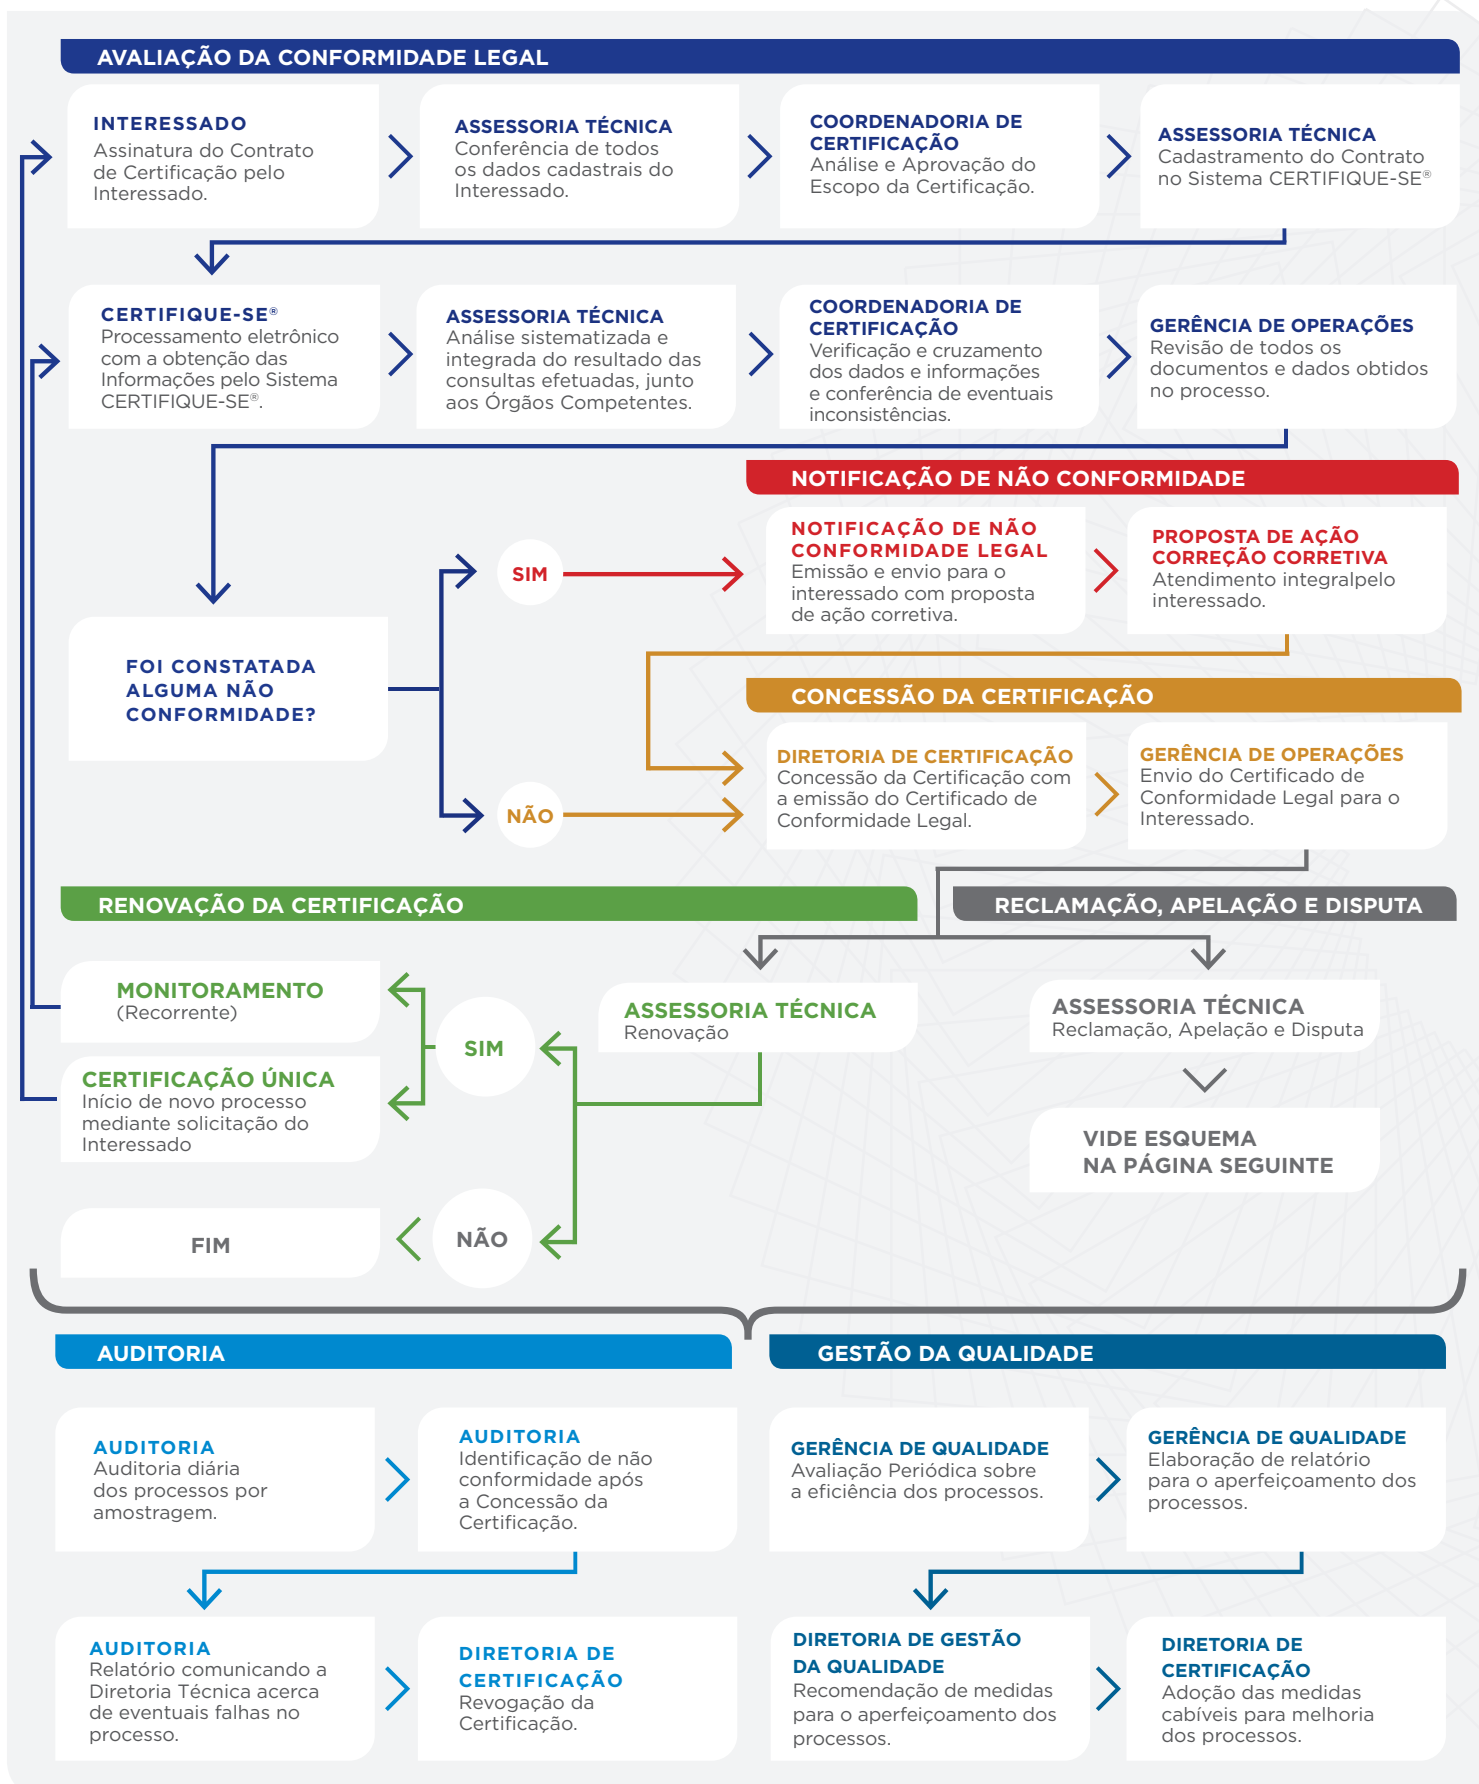 AVALIAÇÃO DA CONFORMIDADE LEGAL
INTERESSADO
Assinatura do Contrato
de Certificação pelo
Interessado.
ASSESSORIA TÉCNICA
Conferência de todos
os dados cadastrais do
Interessado.
COORDENADORIA DE
CERTIFICAÇÃO
Análise e Aprovação do
Escopo da Certificação.
ASSESSORIA TÉCNICA
Cadastramento do Contrato
no Sistema CERTIFIQUE-SE®
CERTIFIQUE-SE®
Processamento eletrônico
com a obtenção das
Informações pelo Sistema
CERTIFIQUE-SE®.
ASSESSORIA TÉCNICA
Análise sistematizada e
integrada do resultado das
consultas efetuadas, junto
aos Órgãos Competentes.
COORDENADORIA DE
CERTIFICAÇÃO
Verificação e cruzamento
dos dados e informações
e conferência de eventuais
inconsistências.
GERÊNCIA DE OPERAÇÕES
Revisão de todos os
documentos e dados obtidos
no processo.
NOTIFICAÇÃO DE NÃO CONFORMIDADE
FOI CONSTATADA
ALGUMA NÃO
CONFORMIDADE?
SIM
NOTIFICAÇÃO DE NÃO
CONFORMIDADE LEGAL
Emissão e envio para o
interessado com proposta
de ação corretiva.
PROPOSTA DE AÇÃO
CORREÇÃO CORRETIVA
Atendimento integralpelo
interessado.
CONCESSÃO DA CERTIFICAÇÃO
NÃO
DIRETORIA DE CERTIFICAÇÃO
Concessão da Certificação com
a emissão do Certificado de
Conformidade Legal.
GERÊNCIA DE OPERAÇÕES
Envio do Certificado de
Conformidade Legal para o
Interessado.
RENOVAÇÃO DA CERTIFICAÇÃO
RECLAMAÇÃO, APELAÇÃO E DISPUTA
MONITORAMENTO
(Recorrente)
CERTIFICAÇÃO ÚNICA
Início de novo processo
mediante solicitação do
Interessado
SIM
ASSESSORIA TÉCNICA
Renovação
ASSESSORIA TÉCNICA
Reclamação, Apelação e Disputa
VIDE ESQUEMA
NA PÁGINA SEGUINTE
FIM
NÃO
AUDITORIA
GESTÃO DA QUALIDADE
AUDITORIA
Auditoria diária
dos processos por
amostragem.
AUDITORIA
Identificação de não
conformidade após
a Concessão da
Certificação.
GERÊNCIA DE QUALIDADE
Avaliação Periódica sobre
a eficiência dos processos.
GERÊNCIA DE QUALIDADE
Elaboração de relatório
para o aperfeiçoamento dos
processos.
AUDITORIA
Relatório comunicando a
Diretoria Técnica acerca
de eventuais falhas no
processo.
DIRETORIA DE
CERTIFICAÇÃO
Revogação da
Certificação.
DIRETORIA DE GESTÃO
DA QUALIDADE
Recomendação de medidas
para o aperfeiçoamento dos
processos.
DIRETORIA DE
CERTIFICAÇÃO
Adoção das medidas
cabíveis para melhoria
dos processos.